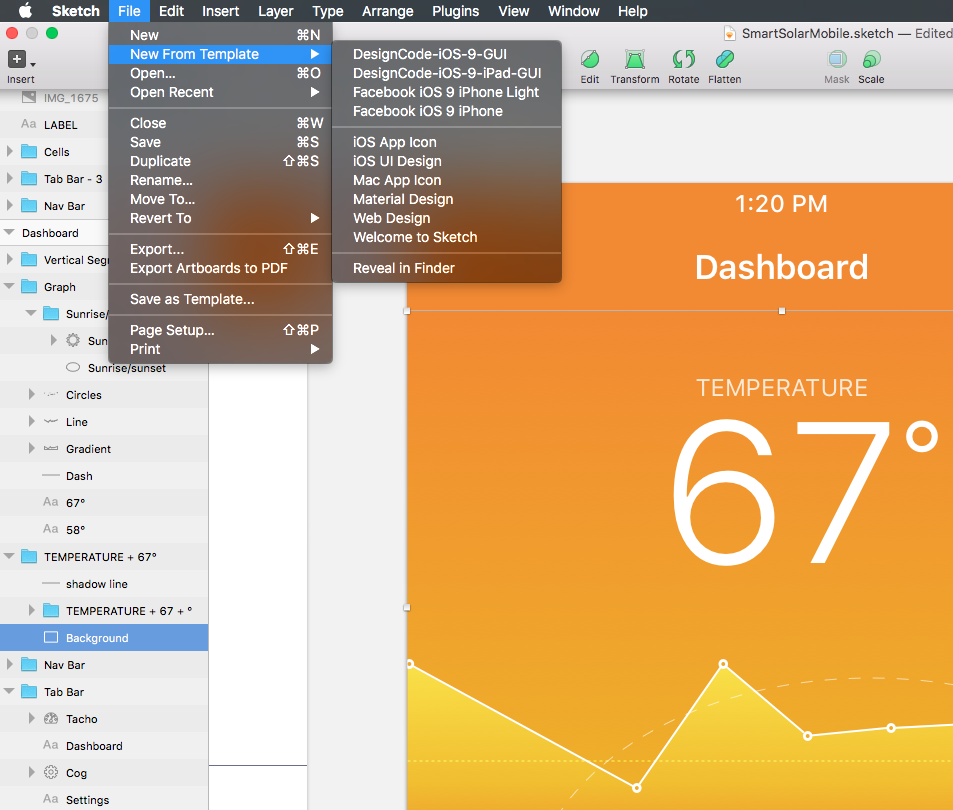 Sketch File Edit Insert Layer Type Arrange Plugins View Window Help
SmartSolarMobile.sketch — Edited
Insert
Edit Transform Rotate Flatten Mask Scale
New ⌘N
New From Template ▶
Open... ⌘O
Open Recent ▶
Close ⌘W
Save ⌘S
Duplicate ⇧⌘S
Rename...
Move To...
Revert To ▶
Export... ⇧⌘E
Export Artboards to PDF
Save as Template...
Page Setup... ⇧⌘P
Print ▶
DesignCode-iOS-9-GUI
DesignCode-iOS-9-iPad-GUI
Facebook iOS 9 iPhone Light
Facebook iOS 9 iPhone
iOS App Icon
iOS UI Design
Mac App Icon
Material Design
Web Design
Welcome to Sketch
Reveal in Finder
IMG_1675
Aa LABEL
Cells
Tab Bar - 3
Nav Bar
Dashboard
Vertical Seg
Graph
Sunrise/
Sun
Sunrise/sunset
Circles
Line
Gradient
Dash
Aa 67°
Aa 58°
TEMPERATURE + 67°
shadow line
TEMPERATURE + 67 + °
Background
Nav Bar
Tab Bar
Tacho
Aa Dashboard
Cog
Aa Settings
1:20 PM
Dashboard
TEMPERATURE
67°